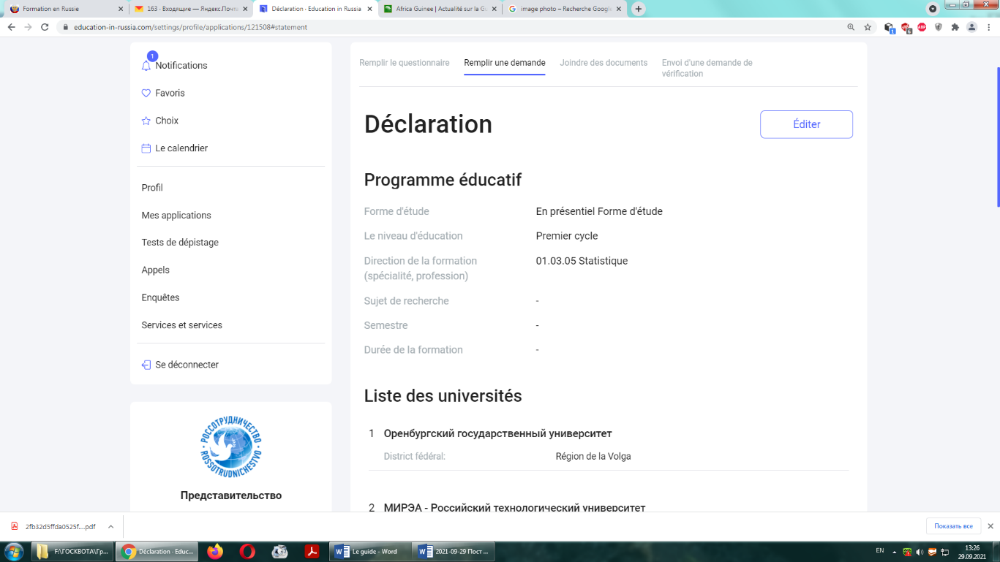 Formation en Russie
163 · Входящие — Яндекс.Почта
Déclaration - Education in Russia
Africa Guinee | Actualité sur la Gu
image photo – Recherche Google
education-in-russia.com/settings/profile/applications/121508#statement
1
6
ABP
1
Notifications
Favoris
Choix
Le calendrier
Profil
Mes applications
Tests de dépistage
Appels
Enquêtes
Services et services
Se déconnecter
РОССОТРУДНИЧЕСТВО
ROSSOTRUDNICHESTVO
Представительство
Remplir le questionnaire
Remplir une demande
Joindre des documents
Envoi d'une demande de
vérification
Déclaration
Éditer
Programme éducatif
Forme d'étude En présentiel Forme d'étude
Le niveau d'éducation Premier cycle
Direction de la formation 01.03.05 Statistique
(spécialité, profession)
Sujet de recherche -
Semestre -
Durée de la formation -
Liste des universités
1 Оренбургский государственный университет
District fédéral: Région de la Volga
2 МИРЭА - Российский технологический университет
2fb32d5ffda0525f....pdf
Показать все
F:\ГОСКВОТА\Гр...
Déclaration - Educ...
Le guide - Word
2021-09-29 Пост ...
EN
13:26
29.09.2021